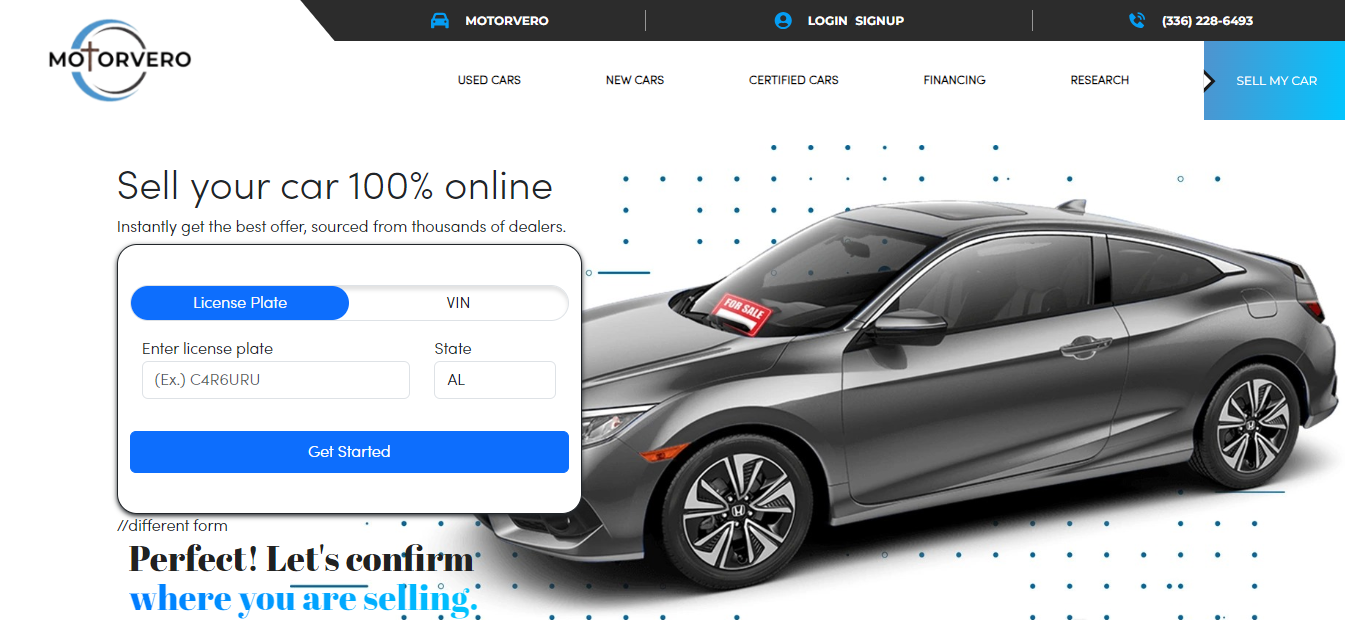 MOTORVERO
LOGIN SIGNUP
(336) 228-6493
MOTORVERO
USED CARS
NEW CARS
CERTIFIED CARS
FINANCING
RESEARCH
SELL MY CAR
Sell your car 100% online
Instantly get the best offer, sourced from thousands of dealers.
License Plate
VIN
Enter license plate
State
(Ex.) C4R6URU
AL
Get Started
FOR SALE
//different form
Perfect! Let's confirm
where you are selling.